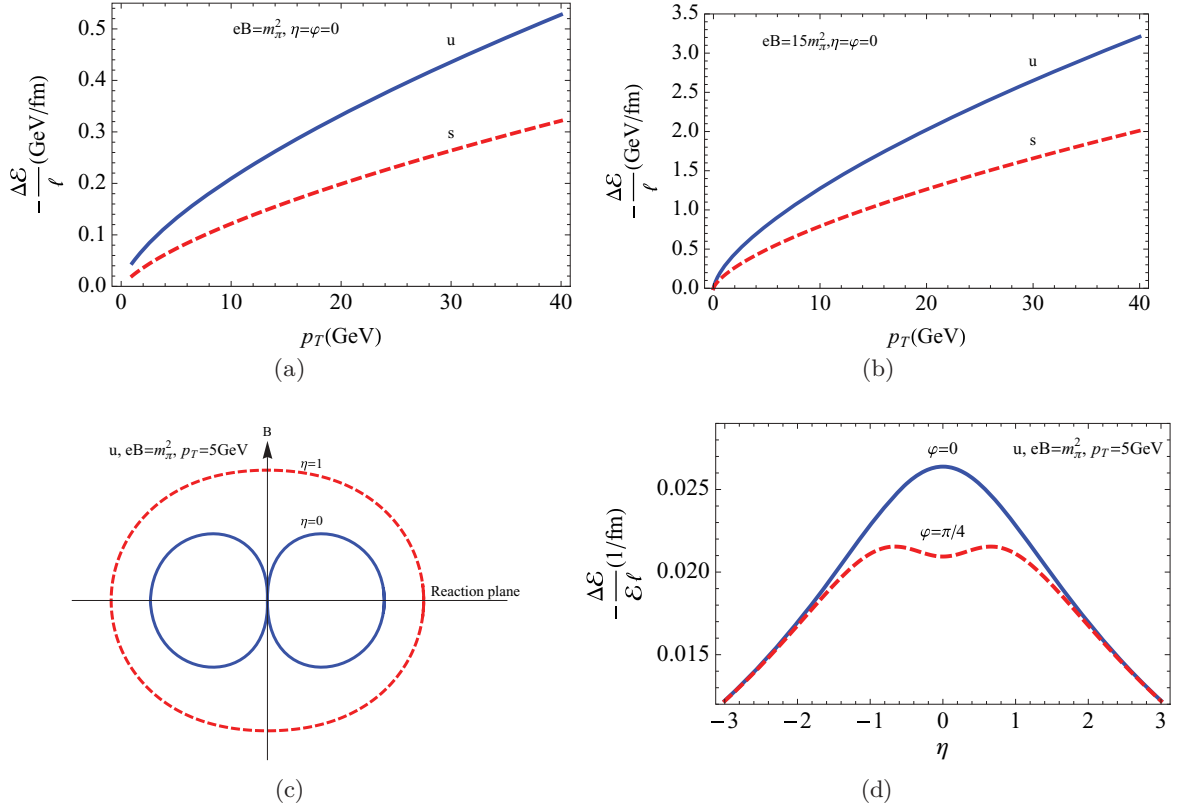 eB=m_π^2, η=φ=0
u
s
0.5
0.4
0.3
0.2
0.1
0.0
0
10
20
30
40
−Δℰ/ℓ(GeV/fm)
p_T(GeV)
(a)
eB=15m_π^2,η=φ=0
u
s
3.5
3.0
2.5
2.0
1.5
1.0
0.5
0.0
0
10
20
30
40
−Δℰ/ℓ(GeV/fm)
p_T(GeV)
(b)
B
u, eB=m_π^2, p_T=5GeV
η=1
η=0
Reaction plane
(c)
φ=0
u, eB=m_π^2, p_T=5GeV
φ=π/4
0.025
0.020
0.015
−3
−2
−1
0
1
2
3
−Δℰ/ℰℓ(1/fm)
η
(d)